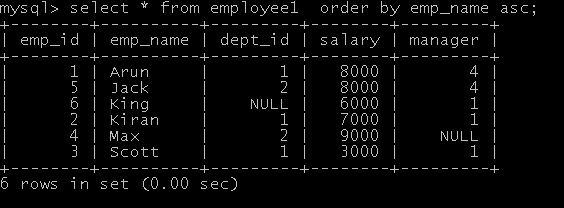 mysql> select * from employee1  order by emp_name asc;
+--------+----------+---------+--------+---------+
| emp_id | emp_name | dept_id | salary | manager |
+--------+----------+---------+--------+---------+
|      1 | Arun     |       1 |   8000 |       4 |
|      5 | Jack     |       2 |   8000 |       4 |
|      6 | King     |    NULL |   6000 |       1 |
|      2 | Kiran    |       1 |   7000 |       1 |
|      4 | Max      |       2 |   9000 |    NULL |
|      3 | Scott    |       1 |   3000 |       1 |
+--------+----------+---------+--------+---------+
6 rows in set (0.00 sec)